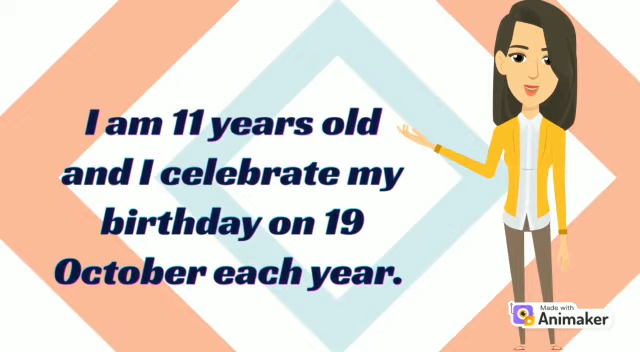 I am 11 years old
and I celebrate my
birthday on 19
October each year.
Made with
Animaker